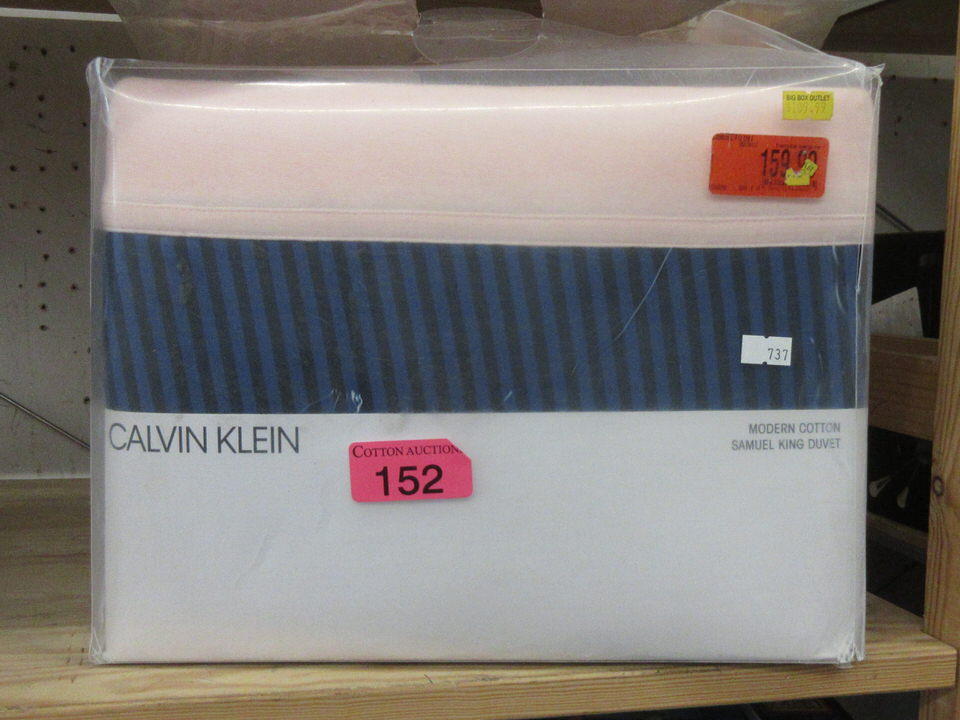 BIG BOX OUTLET
737
CALVIN KLEIN
MODERN COTTON
SAMUEL KING DUVET
COTTON AUCTION
152